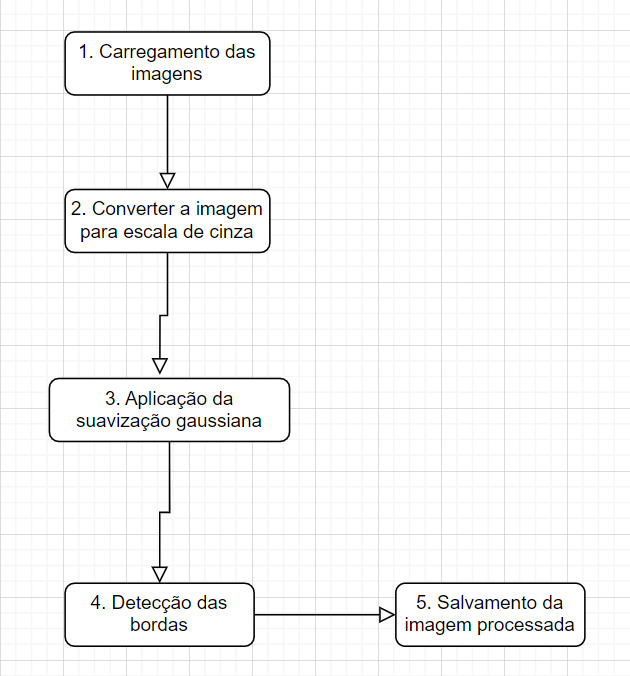 1. Carregamento das
imagens
2. Converter a imagem
para escala de cinza
3. Aplicação da
suavização gaussiana
4. Detecção das
bordas
5. Salvamento da
imagem processada